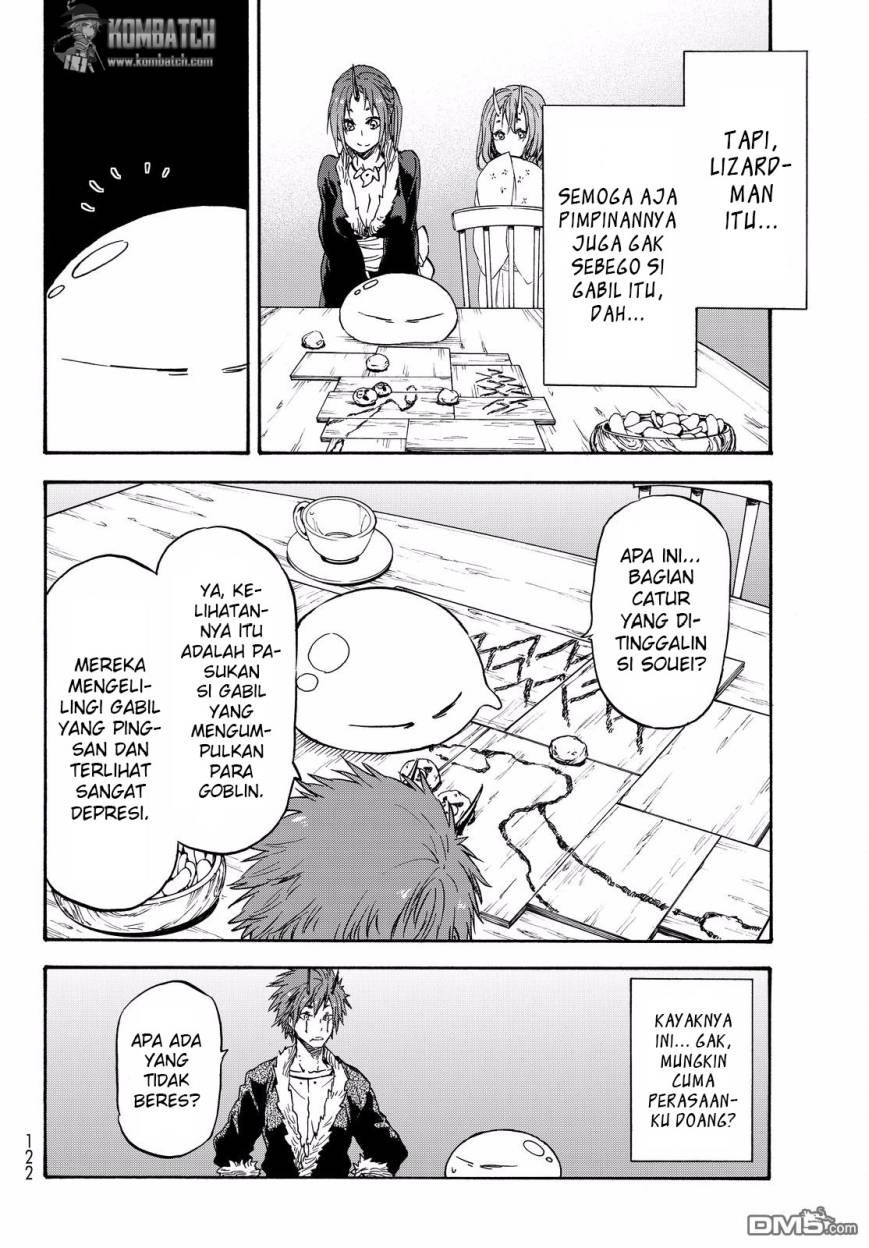 KOMBATCH
www.kombatch.com
TAPI,
LIZARD-
MAN
ITU...
SEMOGA AJA
PIMPINANNYA
JUGA GAK
SEBEGO SI
GABIL ITU,
DAH...
APA INI...
BAGIAN
CATUR
YANG DI-
TINGGALIN
SI SOUEI?
YA, KE-
LIHATAN-
NYA ITU
ADALAH PA-
SUKAN
SI GABIL
YANG
MENGUM-
PULKAN
PARA
GOBLIN.
MEREKA
MENGELI-
LINGI GABIL
YANG PING-
SAN DAN
TERLIHAT
SANGAT
DEPRESI.
KAYAKNYA
INI... GAK,
MUNGKIN
CUMA
PERASAAN-
KU DOANG?
APA ADA
YANG
TIDAK
BERES?
122
DM5.com